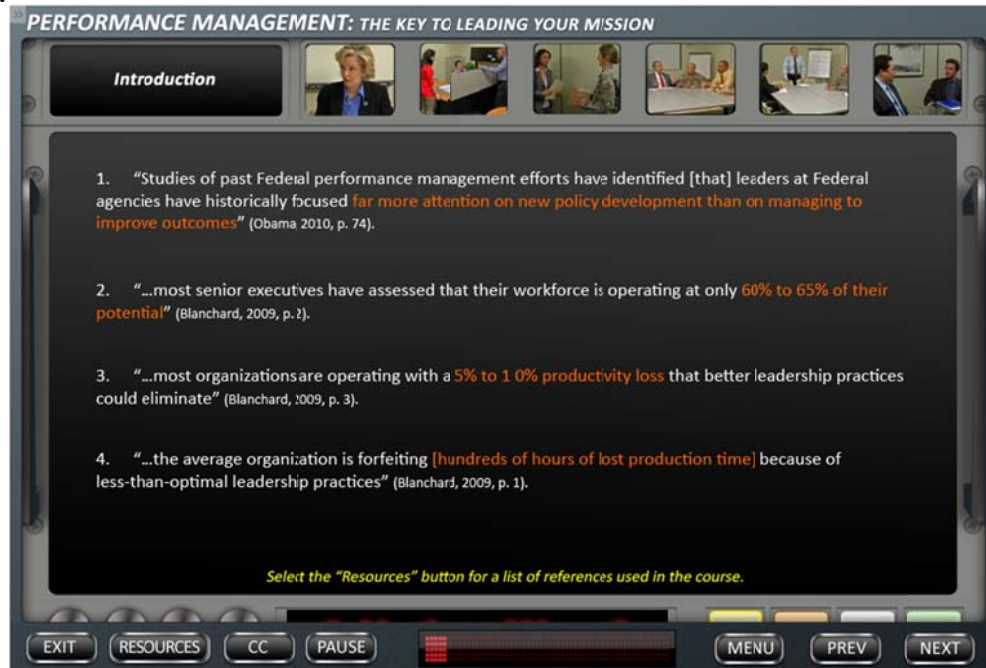 PERFORMANCE MANAGEMENT: THE KEY TO LEADING YOUR MISSION
Introduction
1. “Studies of past Federal performance management efforts have identified [that] leaders at Federal
agencies have historically focused far more attention on new policy development than on managing to
improve outcomes” (Obama 2010, p. 74).
2. “...most senior executives have assessed that their workforce is operating at only 60% to 65% of their
potential” (Blanchard, 2009, p.2).
3. “...most organizations are operating with a 5% to 1 0% productivity loss that better leadership practices
could eliminate” (Blanchard, 2009, p. 3).
4. “...the average organization is forfeiting [hundreds of hours of lost production time] because of
less-than-optimal leadership practices” (Blanchard, 2009, p. 1).
Select the “Resources” button for a list of references used in the course.
EXIT RESOURCES CC PAUSE MENU PREV NEXT